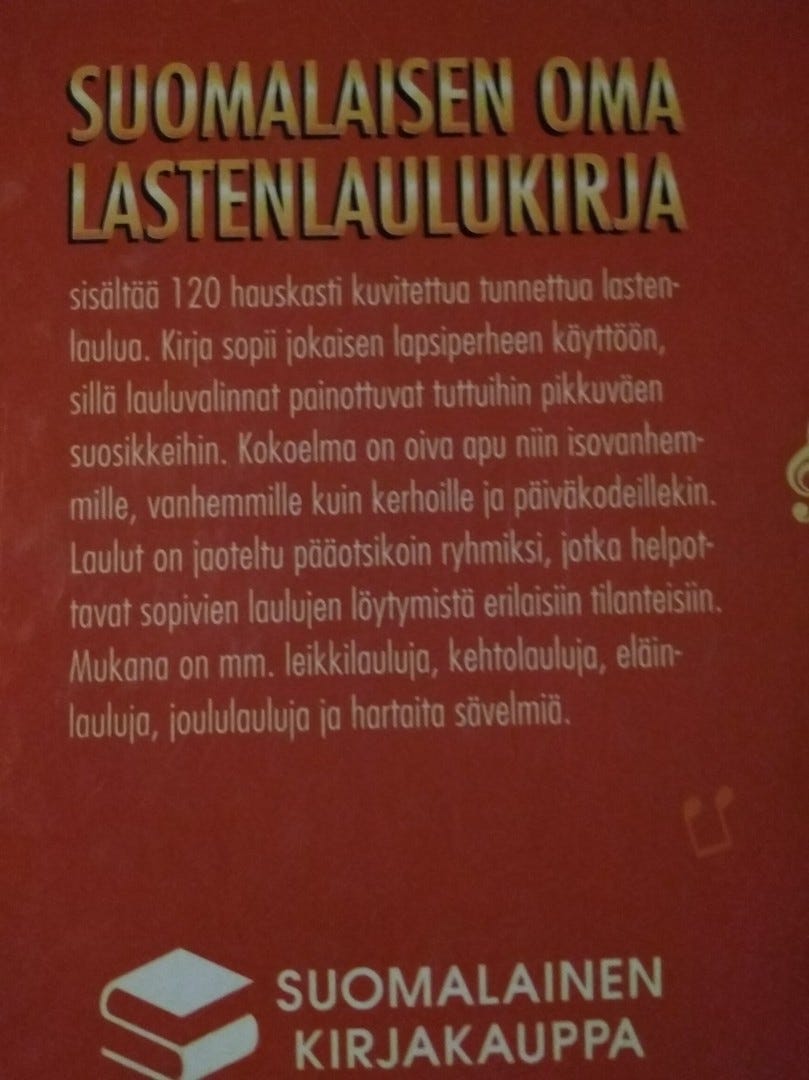 SUOMALAISEN OMA
LASTENLAULUKIRJA
sisältää 120 hauskasti kuvitettua tunnettua lasten-
laulua. Kirja sopii jokaisen lapsiperheen käyttöön,
sillä lauluvalinnat painottuvat tuttuihin pikkuväen
suosikkeihin. Kokoelma on oiva apu niin isovanhem-
mille, vanhemmille kuin kerhoille ja päiväkodeillekin.
Laulut on jaoteltu pääotsikoin ryhmiksi, jotka helpot-
tavat sopivien laulujen löytymistä erilaisiin tilanteisiin.
Mukana on mm. leikkilauluja, kehtolauluja, eläin-
lauluja, joululauluja ja hartaita sävelmiä.
SUOMALAINEN
KIRJAKAUPPA